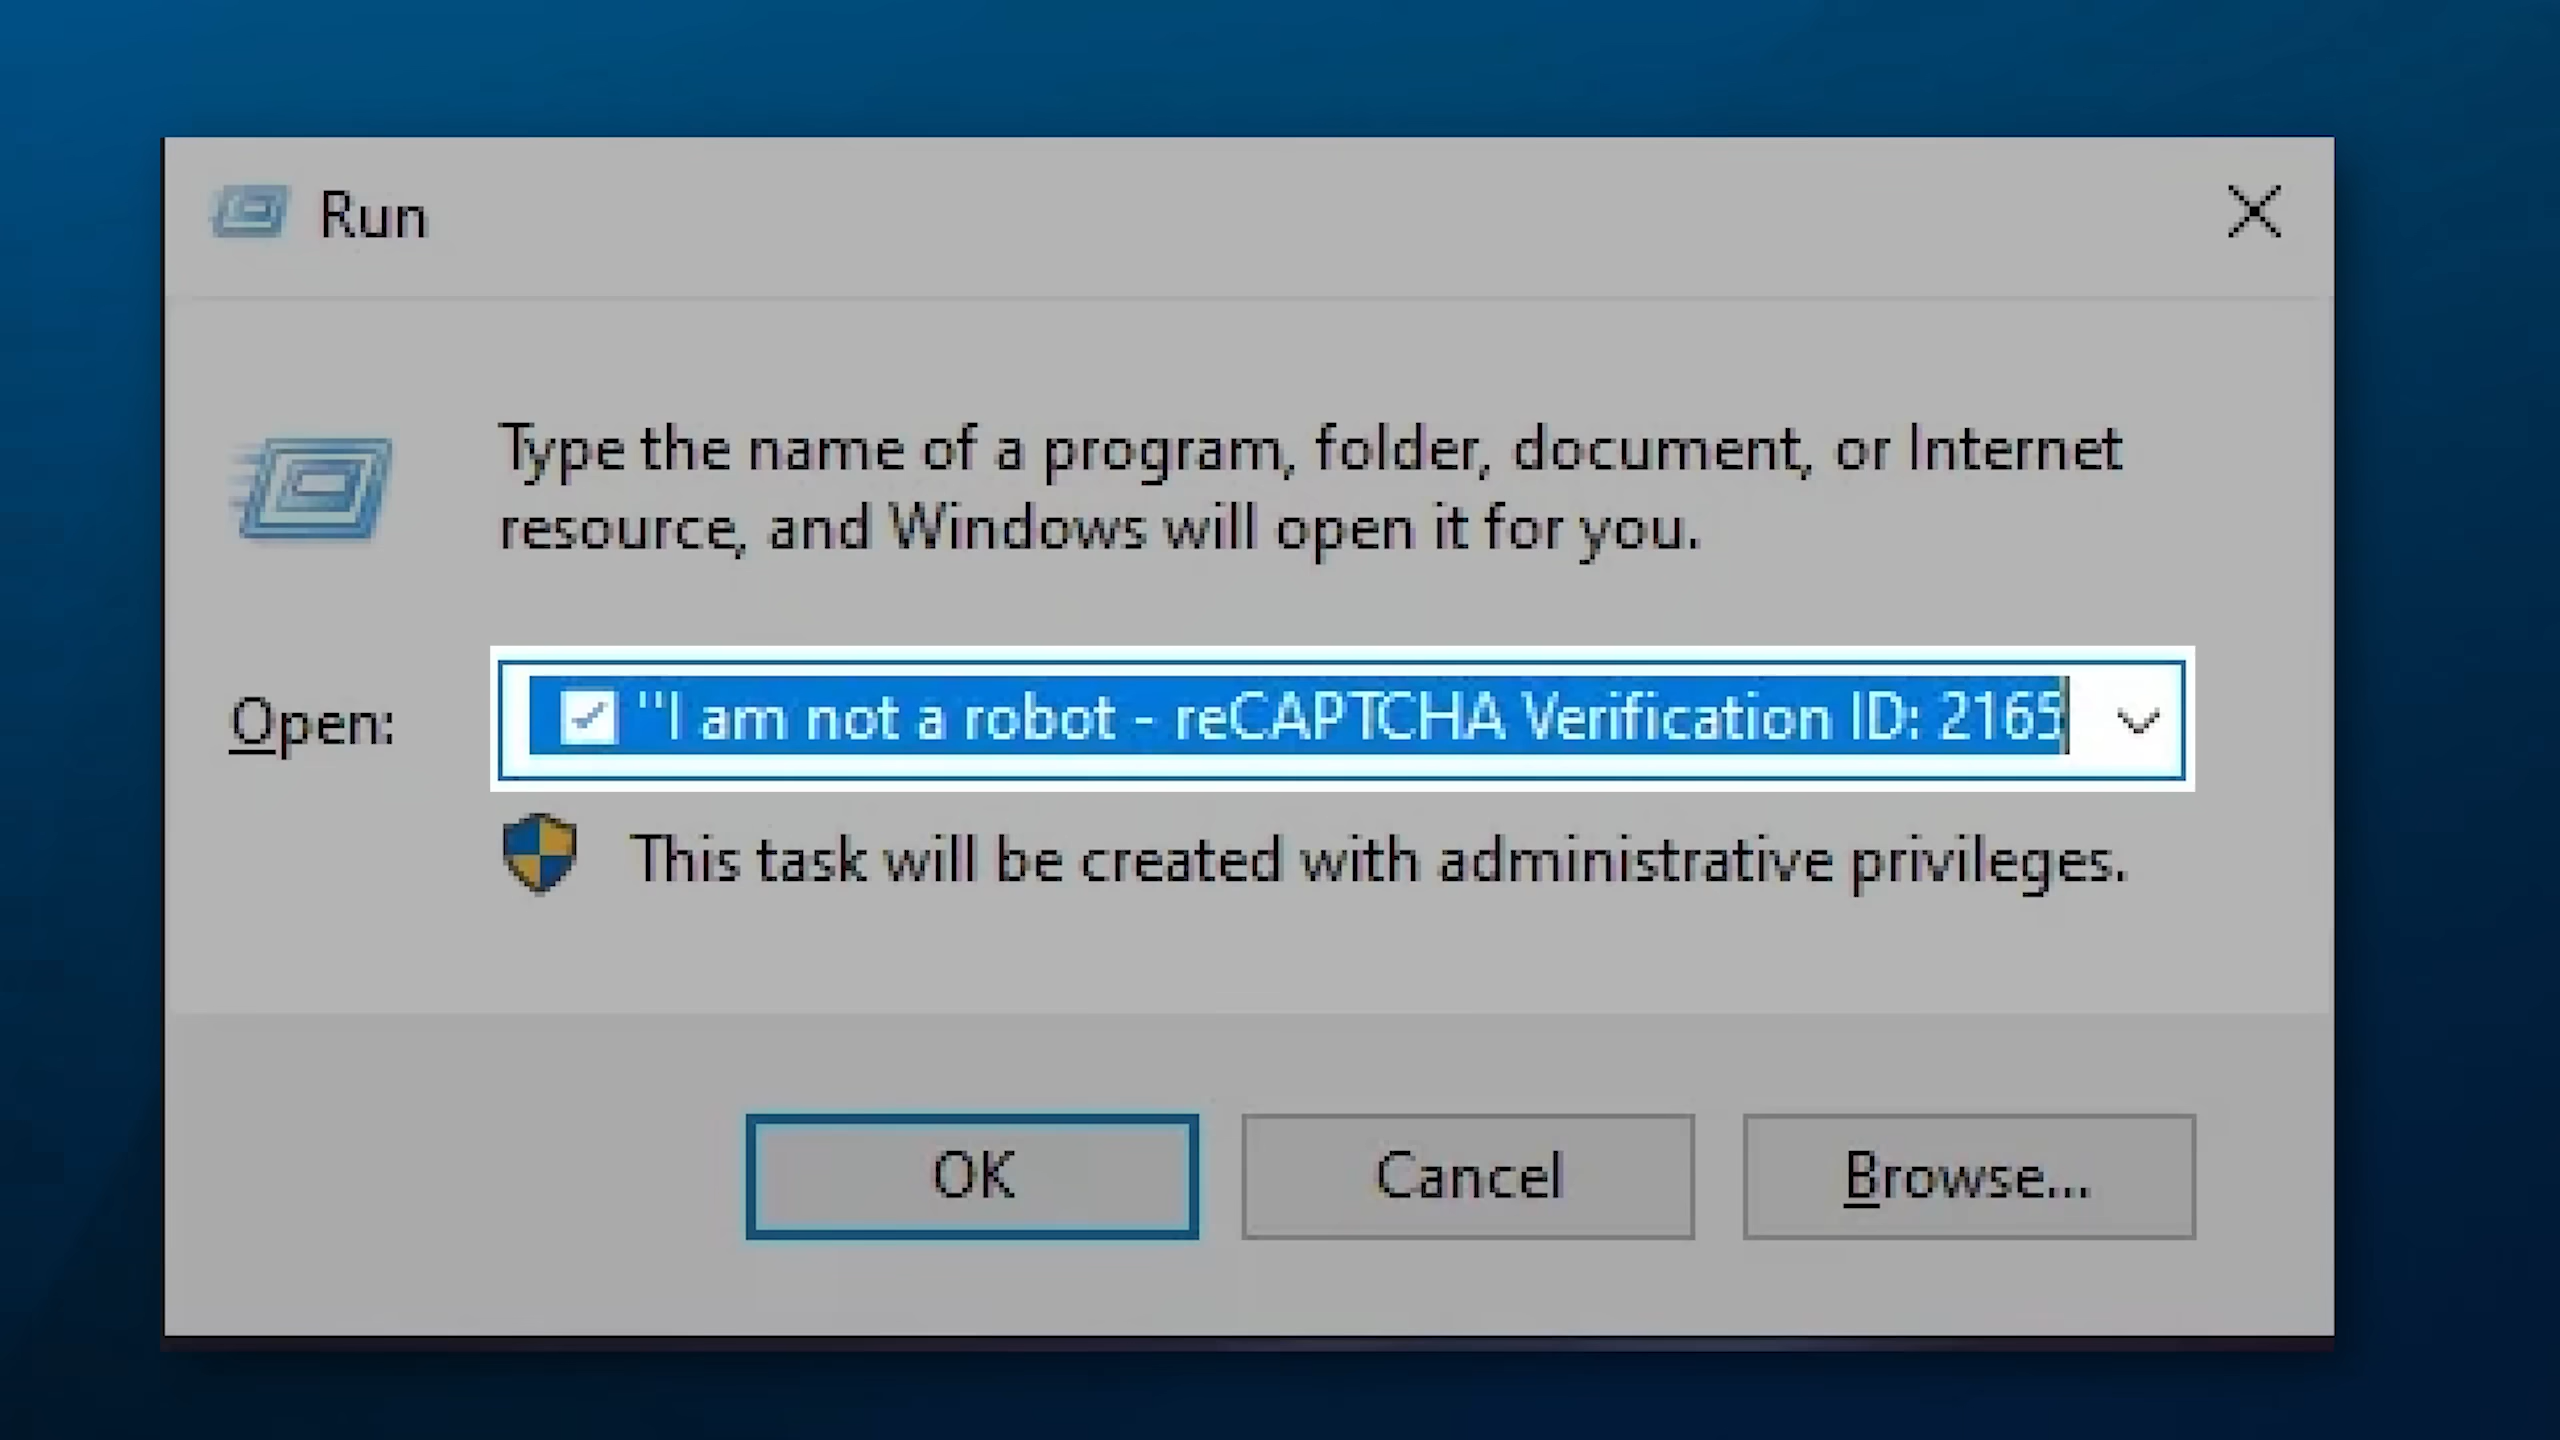 Run
Type the name of a program, folder, document, or Internet
resource, and Windows will open it for you.
Open:
✓ "I am not a robot - reCAPTCHA Verification ID: 2165
This task will be created with administrative privileges.
OK
Cancel
Browse...